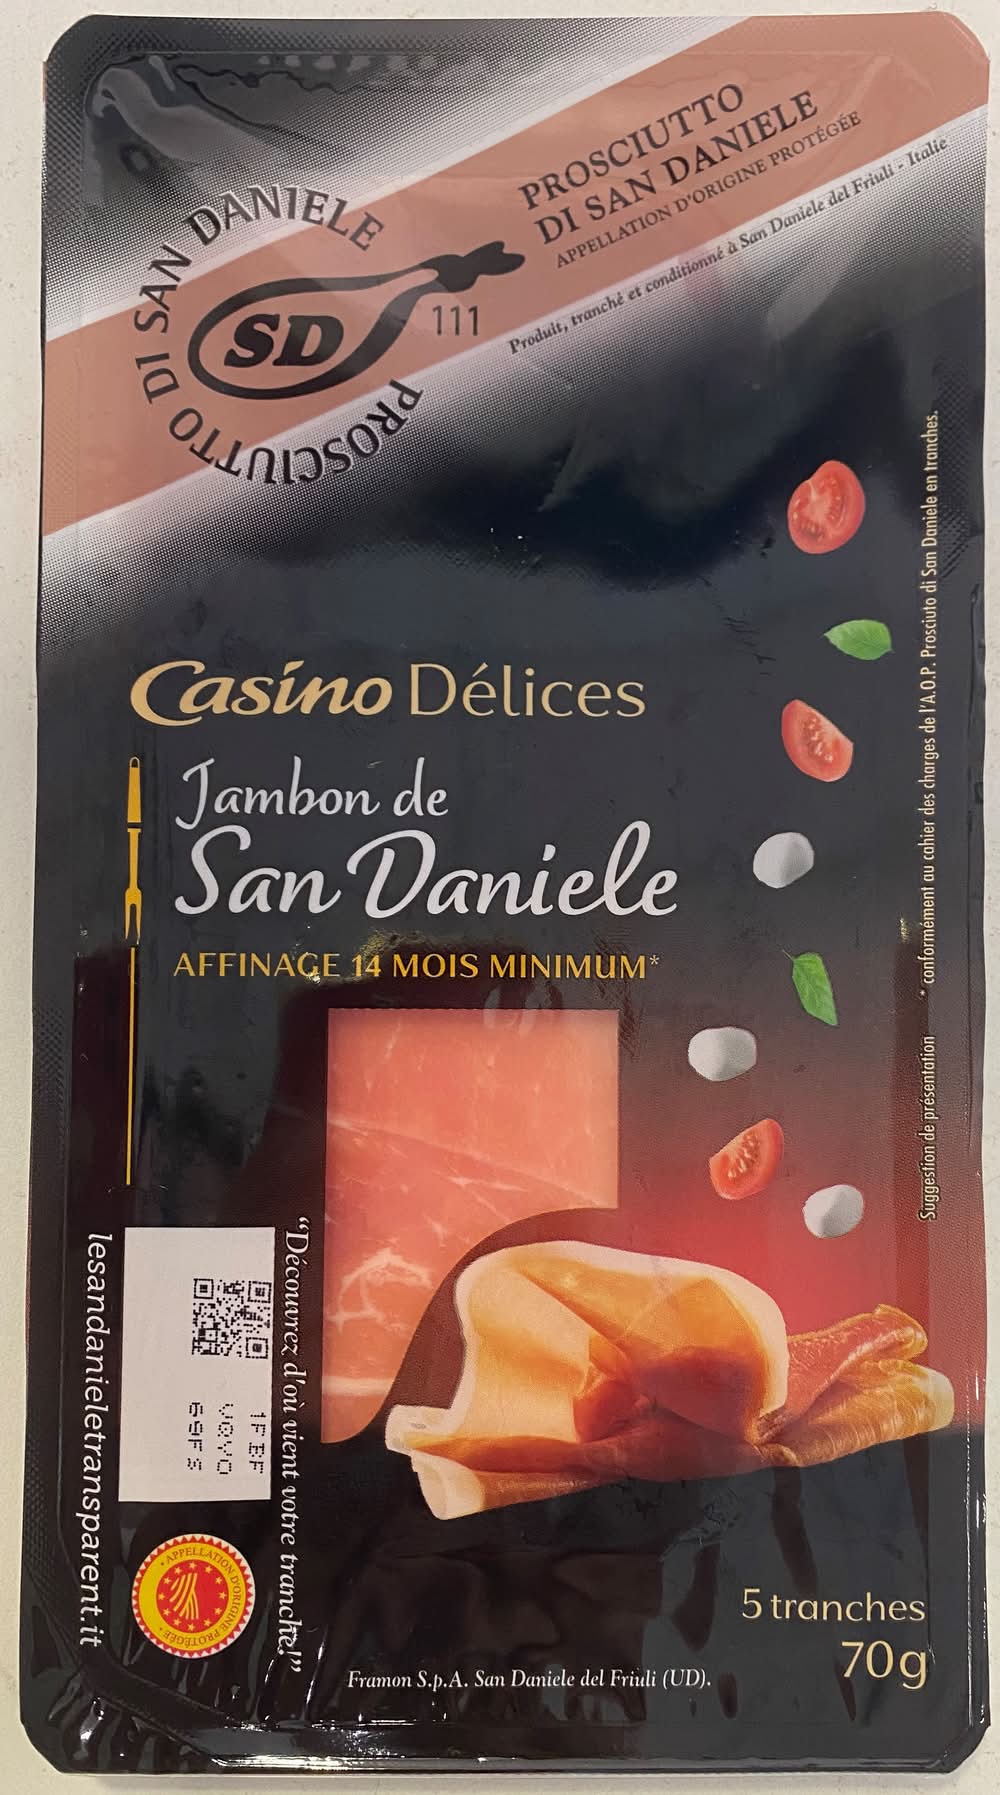 PROSCIUTTO
DI SAN DANIELE
APPELLATION D'ORIGINE PROTÉGÉE
Produit, tranché et conditionné à San Daniele del Friuli - Italie
PROSCIUTTO DI SAN DANIELE
SD
111
Casino Délices
Jambon de
San Daniele
AFFINAGE 14 MOIS MINIMUM*
Suggestion de présentation
* conformément au cahier des charges de l'A.O.P. Prosciuto di San Daniele en tranches.
"Découvrez d'où vient votre tranche!"
1FEF
V0VO
69F3
lesandanieletransparent.it
APPELLATION D'ORIGINE PROTÉGÉE
5 tranches
70g
Framon S.p.A. San Daniele del Friuli (UD).